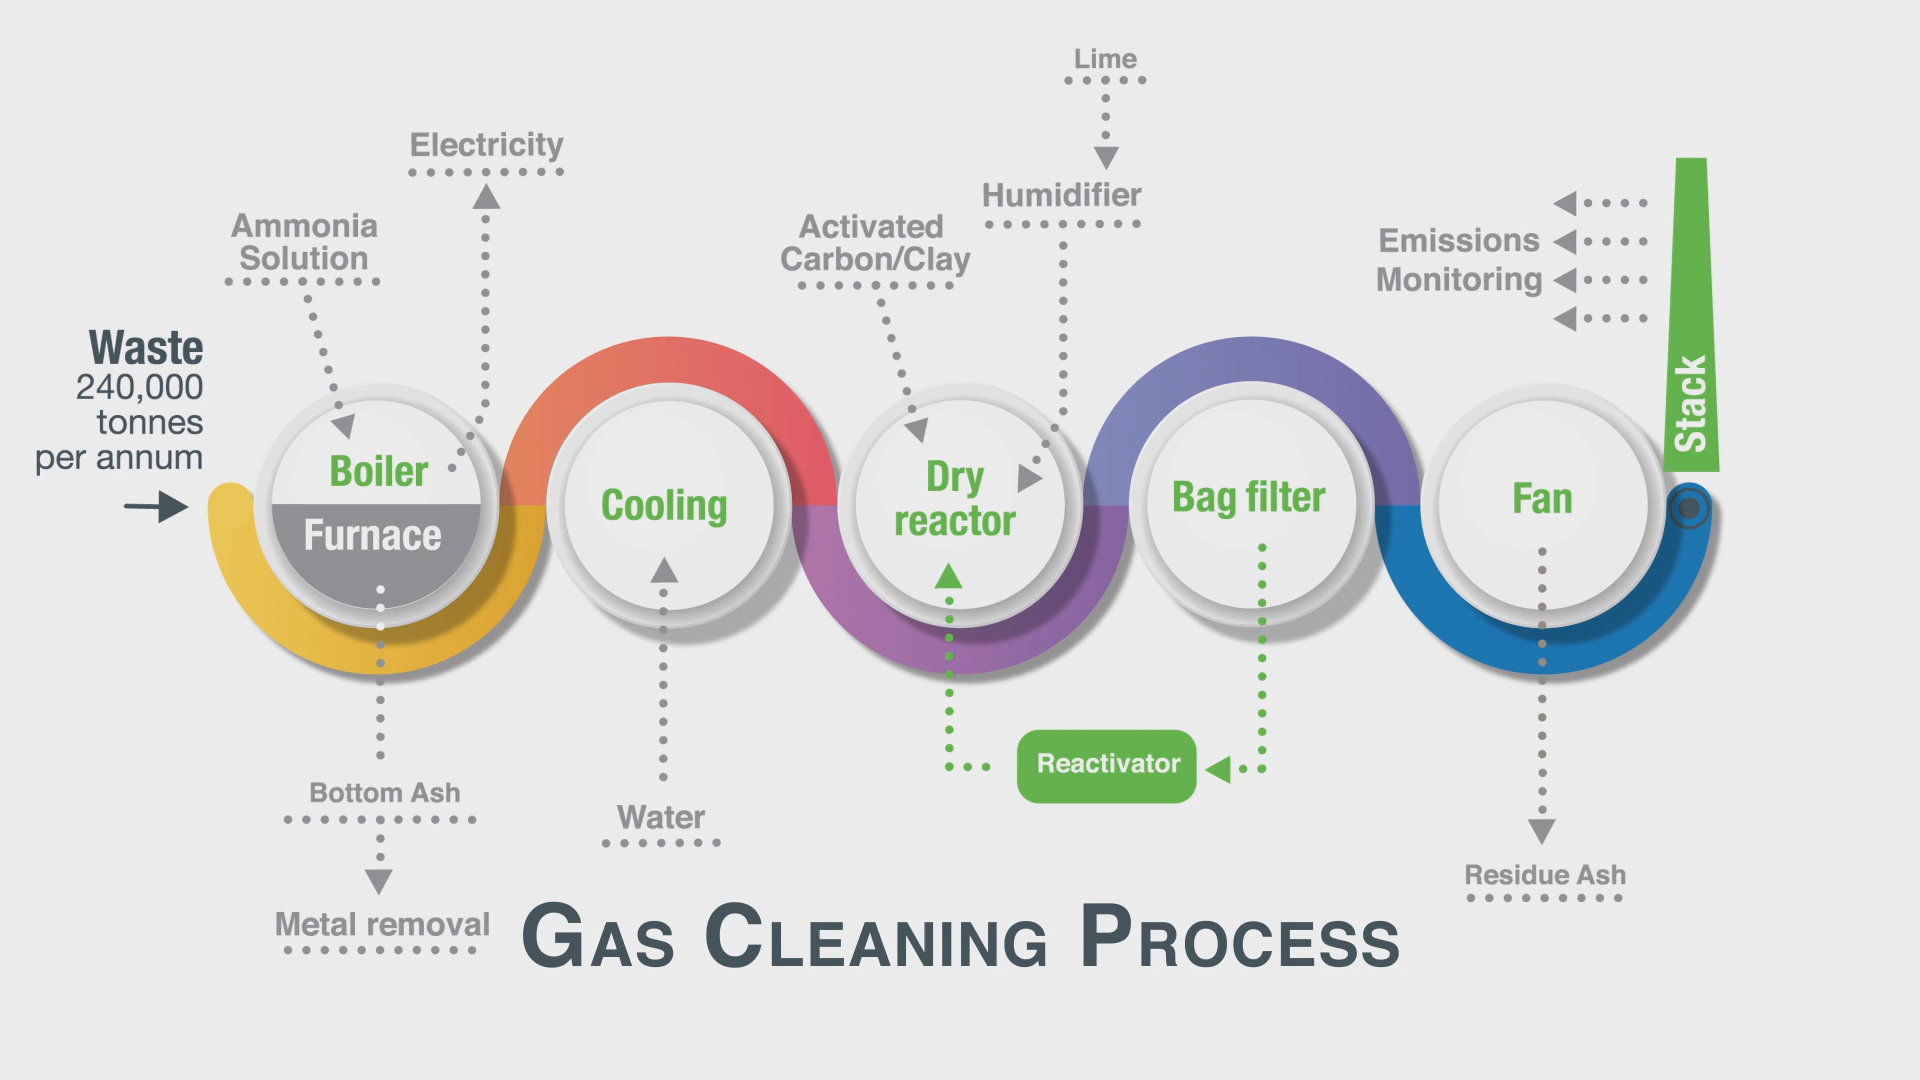 Lime
Electricity
Humidifier
Ammonia
Solution
Activated
Carbon/Clay
Emissions
Monitoring
Waste
240,000
tonnes
per annum
Stack
Boiler
Furnace
Cooling
Dry
reactor
Bag filter
Fan
Reactivator
Bottom Ash
Water
Residue Ash
Metal removal
Gas Cleaning Process